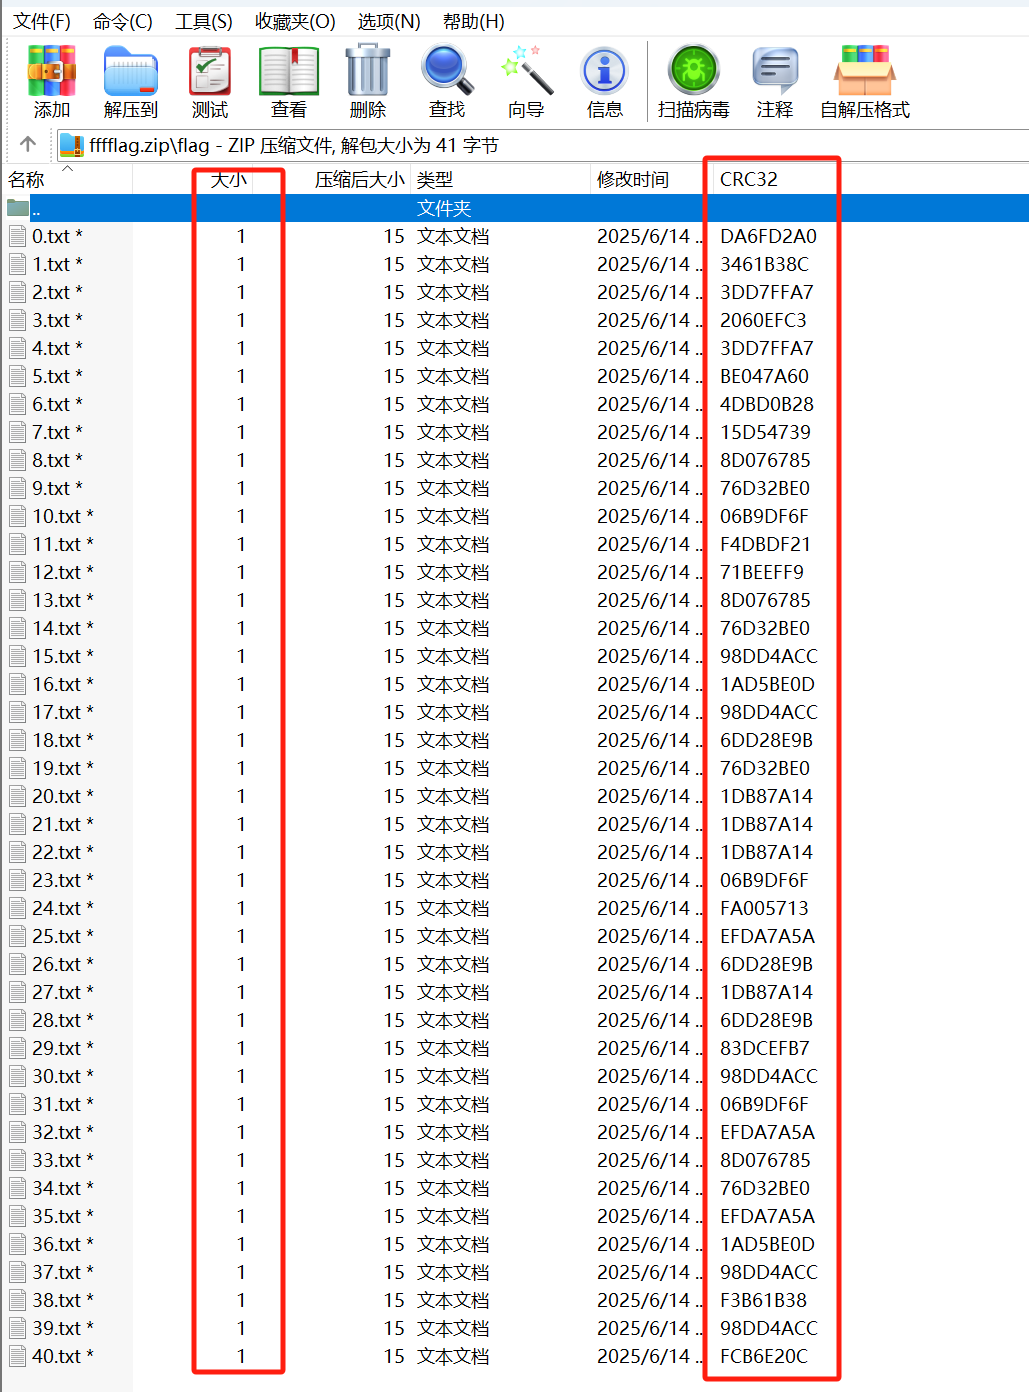 文件(F) 命令(C) 工具(S) 收藏夹(O) 选项(N) 帮助(H)
添加 解压到 测试 查看 删除 查找 向导 信息 扫描病毒 注释 自解压格式
fffflag.zip\flag - ZIP 压缩文件, 解包大小为 41 字节
名称 大小 压缩后大小 类型 修改时间 CRC32
.. 文件夹
0.txt * 1 15 文本文档 2025/6/14 .. DA6FD2A0
1.txt * 1 15 文本文档 2025/6/14 .. 3461B38C
2.txt * 1 15 文本文档 2025/6/14 .. 3DD7FFA7
3.txt * 1 15 文本文档 2025/6/14 .. 2060EFC3
4.txt * 1 15 文本文档 2025/6/14 .. 3DD7FFA7
5.txt * 1 15 文本文档 2025/6/14 .. BE047A60
6.txt * 1 15 文本文档 2025/6/14 .. 4DBD0B28
7.txt * 1 15 文本文档 2025/6/14 .. 15D54739
8.txt * 1 15 文本文档 2025/6/14 .. 8D076785
9.txt * 1 15 文本文档 2025/6/14 .. 76D32BE0
10.txt * 1 15 文本文档 2025/6/14 .. 06B9DF6F
11.txt * 1 15 文本文档 2025/6/14 .. F4DBDF21
12.txt * 1 15 文本文档 2025/6/14 .. 71BEEFF9
13.txt * 1 15 文本文档 2025/6/14 .. 8D076785
14.txt * 1 15 文本文档 2025/6/14 .. 76D32BE0
15.txt * 1 15 文本文档 2025/6/14 .. 98DD4ACC
16.txt * 1 15 文本文档 2025/6/14 .. 1AD5BE0D
17.txt * 1 15 文本文档 2025/6/14 .. 98DD4ACC
18.txt * 1 15 文本文档 2025/6/14 .. 6DD28E9B
19.txt * 1 15 文本文档 2025/6/14 .. 76D32BE0
20.txt * 1 15 文本文档 2025/6/14 .. 1DB87A14
21.txt * 1 15 文本文档 2025/6/14 .. 1DB87A14
22.txt * 1 15 文本文档 2025/6/14 .. 1DB87A14
23.txt * 1 15 文本文档 2025/6/14 .. 06B9DF6F
24.txt * 1 15 文本文档 2025/6/14 .. FA005713
25.txt * 1 15 文本文档 2025/6/14 .. EFDA7A5A
26.txt * 1 15 文本文档 2025/6/14 .. 6DD28E9B
27.txt * 1 15 文本文档 2025/6/14 .. 1DB87A14
28.txt * 1 15 文本文档 2025/6/14 .. 6DD28E9B
29.txt * 1 15 文本文档 2025/6/14 .. 83DCEFB7
30.txt * 1 15 文本文档 2025/6/14 .. 98DD4ACC
31.txt * 1 15 文本文档 2025/6/14 .. 06B9DF6F
32.txt * 1 15 文本文档 2025/6/14 .. EFDA7A5A
33.txt * 1 15 文本文档 2025/6/14 .. 8D076785
34.txt * 1 15 文本文档 2025/6/14 .. 76D32BE0
35.txt * 1 15 文本文档 2025/6/14 .. EFDA7A5A
36.txt * 1 15 文本文档 2025/6/14 .. 1AD5BE0D
37.txt * 1 15 文本文档 2025/6/14 .. 98DD4ACC
38.txt * 1 15 文本文档 2025/6/14 .. F3B61B38
39.txt * 1 15 文本文档 2025/6/14 .. 98DD4ACC
40.txt * 1 15 文本文档 2025/6/14 .. FCB6E20C